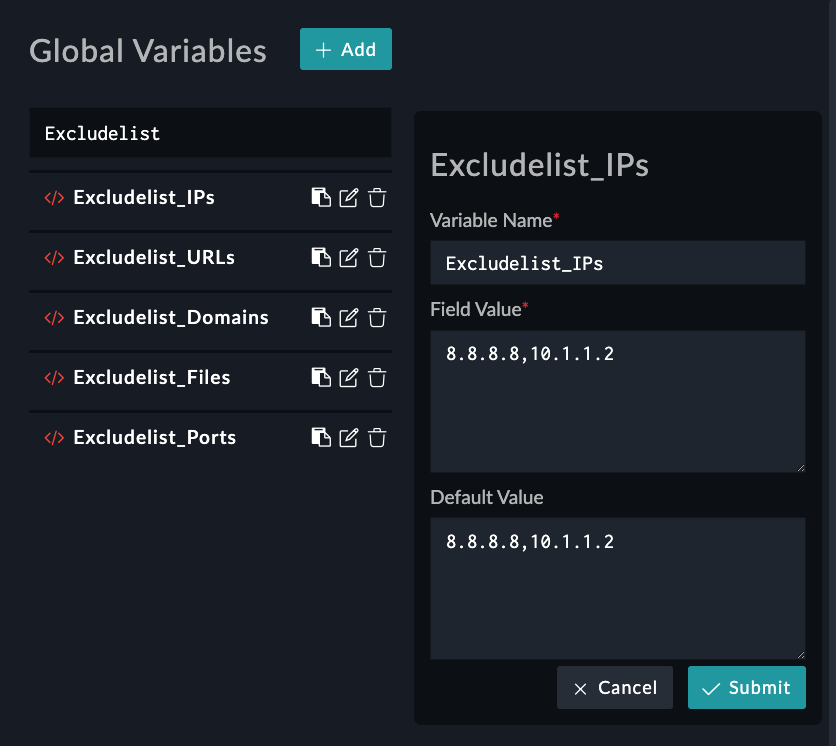 Global Variables
+ Add
Excludelist
</> Excludelist_IPs
</> Excludelist_URLs
</> Excludelist_Domains
</> Excludelist_Files
</> Excludelist_Ports
Excludelist_IPs
Variable Name*
Excludelist_IPs
Field Value*
8.8.8.8,10.1.1.2
Default Value
8.8.8.8,10.1.1.2
Cancel
Submit